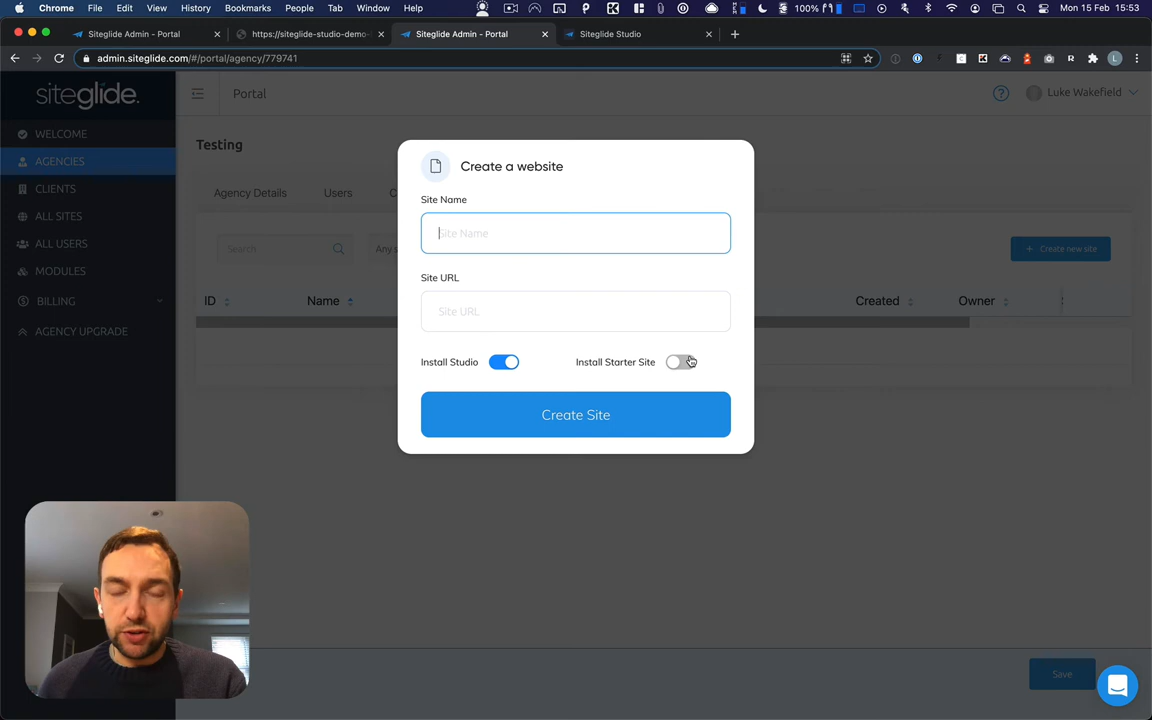 Chrome File Edit View History Bookmarks People Tab Window Help 100% Mon 15 Feb 15:53
Siteglide Admin - Portal
https://siteglide-studio-demo-
Siteglide Admin - Portal
Siteglide Studio
admin.siteglide.com/#/portal/agency/779741
L
siteglide.
Portal
Luke Wakefield
WELCOME
AGENCIES
CLIENTS
ALL SITES
ALL USERS
MODULES
BILLING
AGENCY UPGRADE
Testing
Agency Details
Users
C
Search
Any s
Create new site
ID
Name
Created
Owner
Create a website
Site Name
Site Name
Site URL
Site URL
Install Studio
Install Starter Site
Create Site
Save